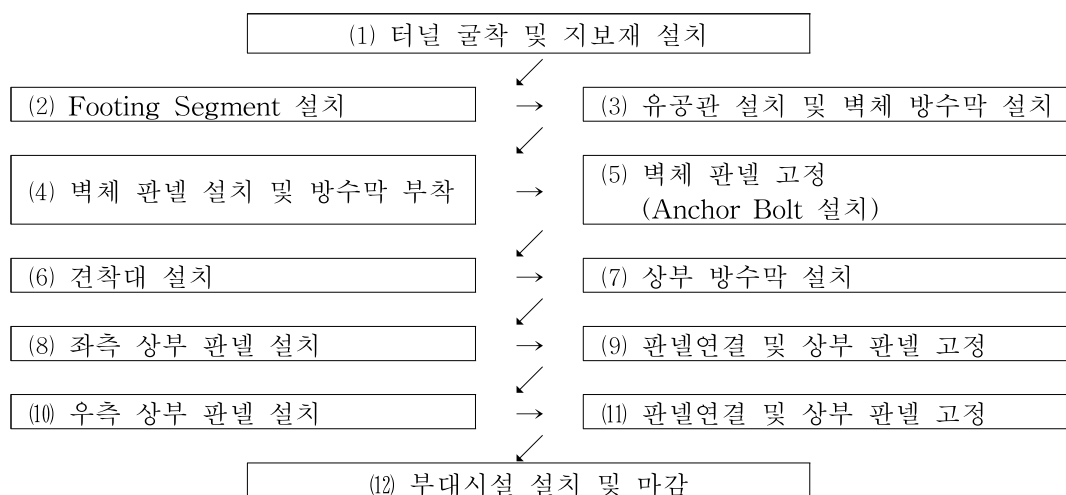 ⑴ 터널 굴착 및 지보재 설치
⑵ Footing Segment 설치
⑶ 유공관 설치 및 벽체 방수막 설치
⑷ 벽체 판넬 설치 및 방수막 부착
⑸ 벽체 판넬 고정
(Anchor Bolt 설치)
⑹ 견착대 설치
⑺ 상부 방수막 설치
⑻ 좌측 상부 판넬 설치
⑼ 판넬연결 및 상부 판넬 고정
⑽ 우측 상부 판넬 설치
⑾ 판넬연결 및 상부 판넬 고정
⑿ 부대시설 설치 및 마감